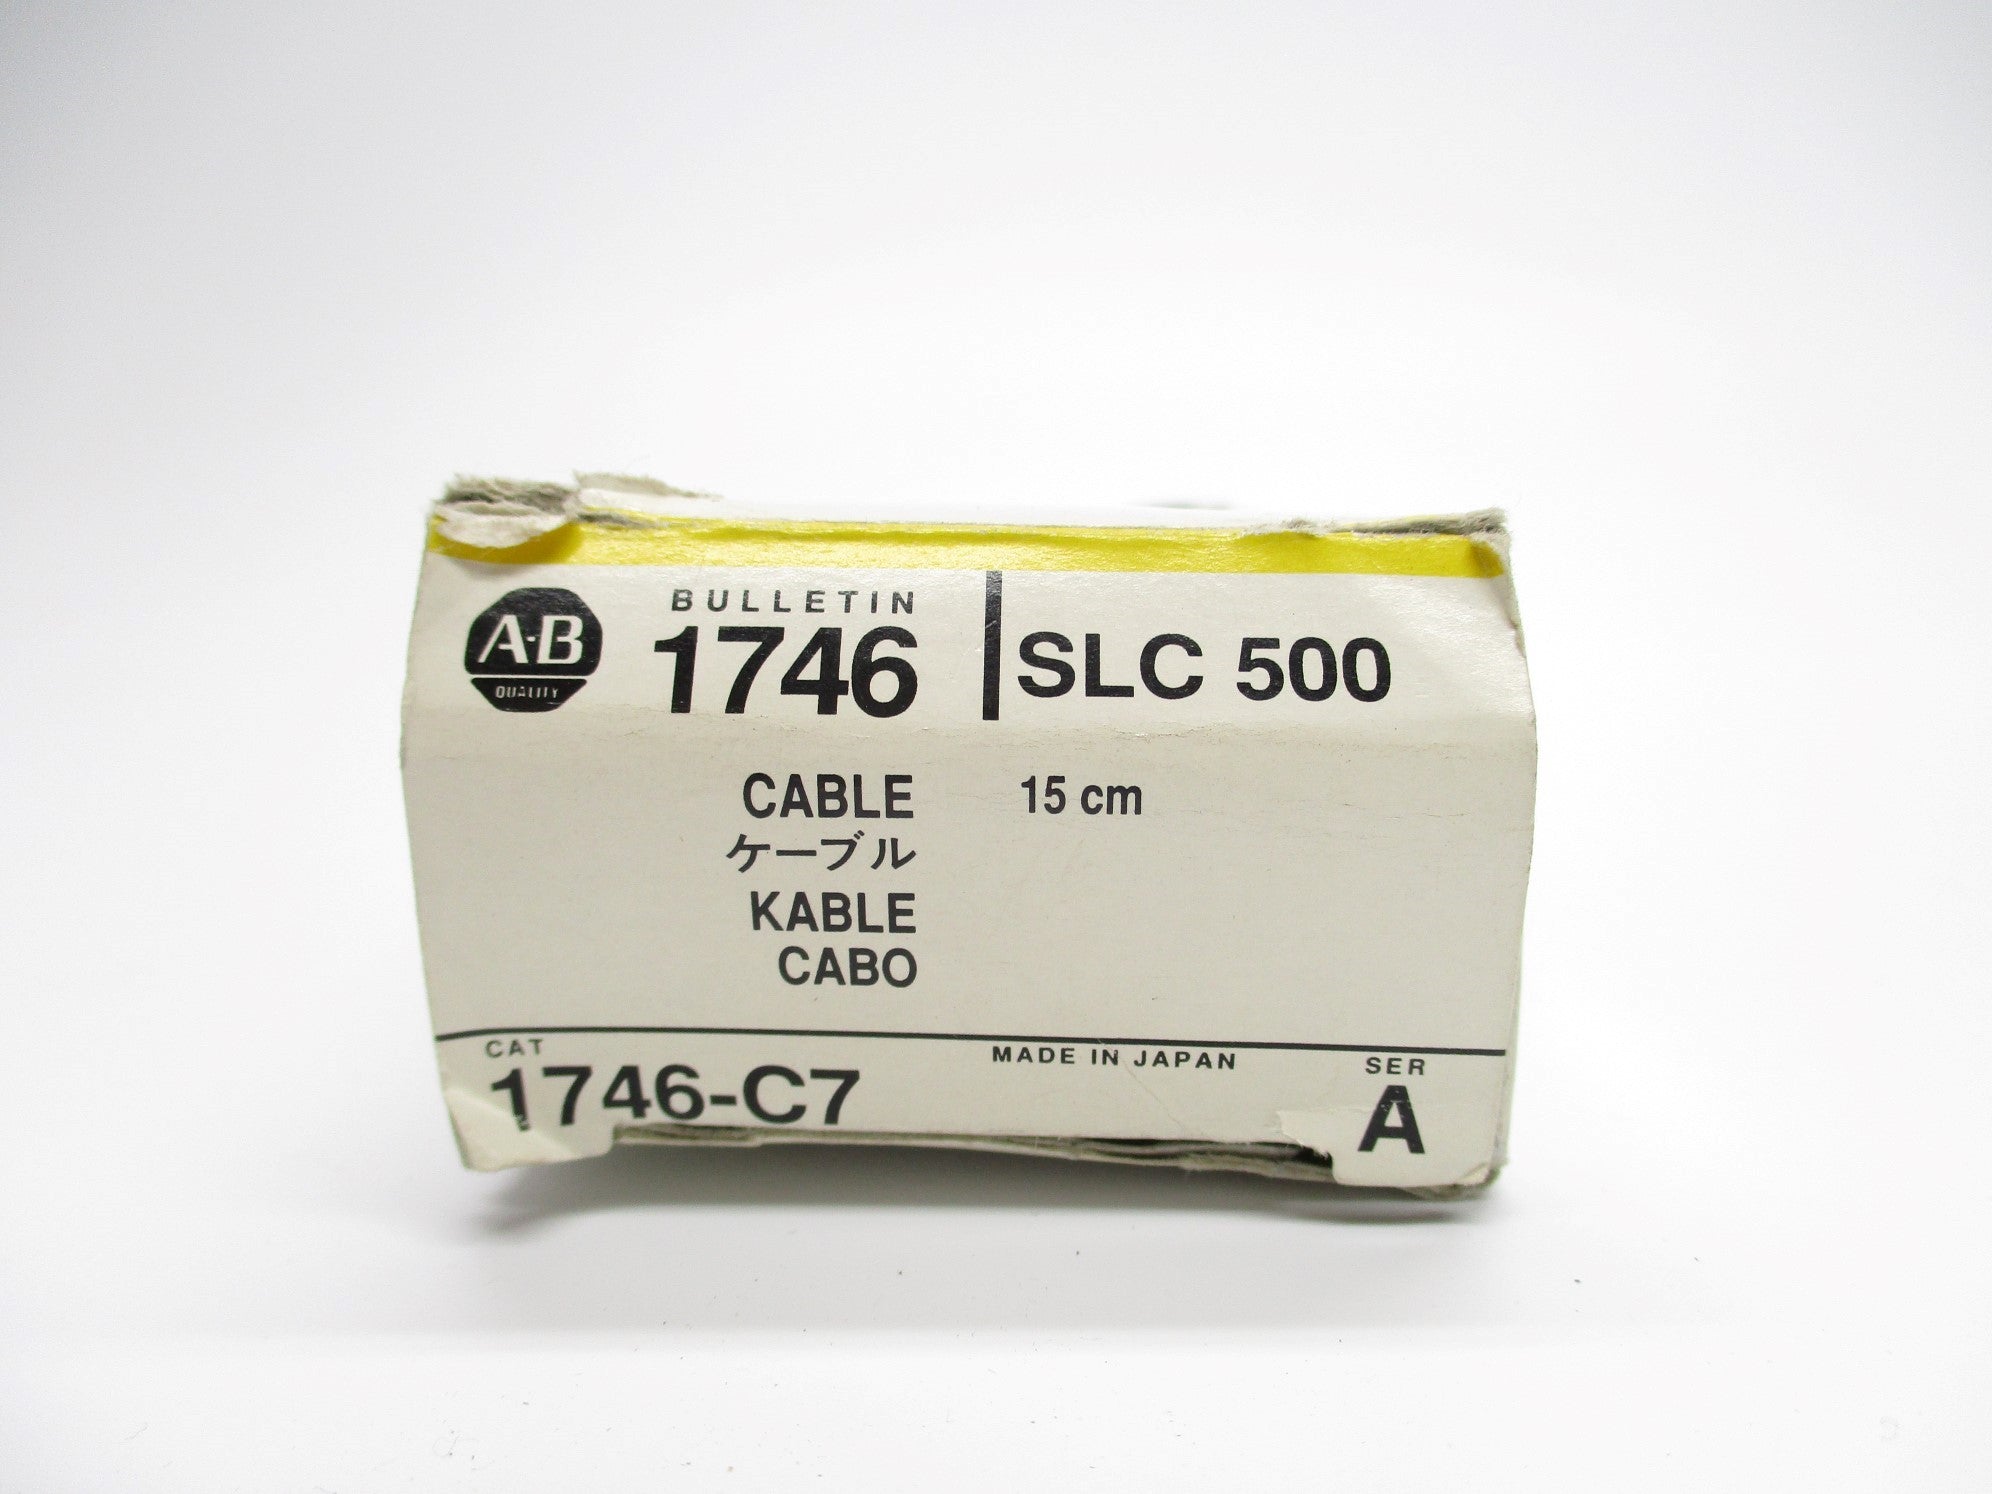 A-B
QUALITY
BULLETIN
1746
SLC 500
CABLE 15 cm
ケーブル
KABLE
CABO
CAT
1746-C7
MADE IN JAPAN
SER
A